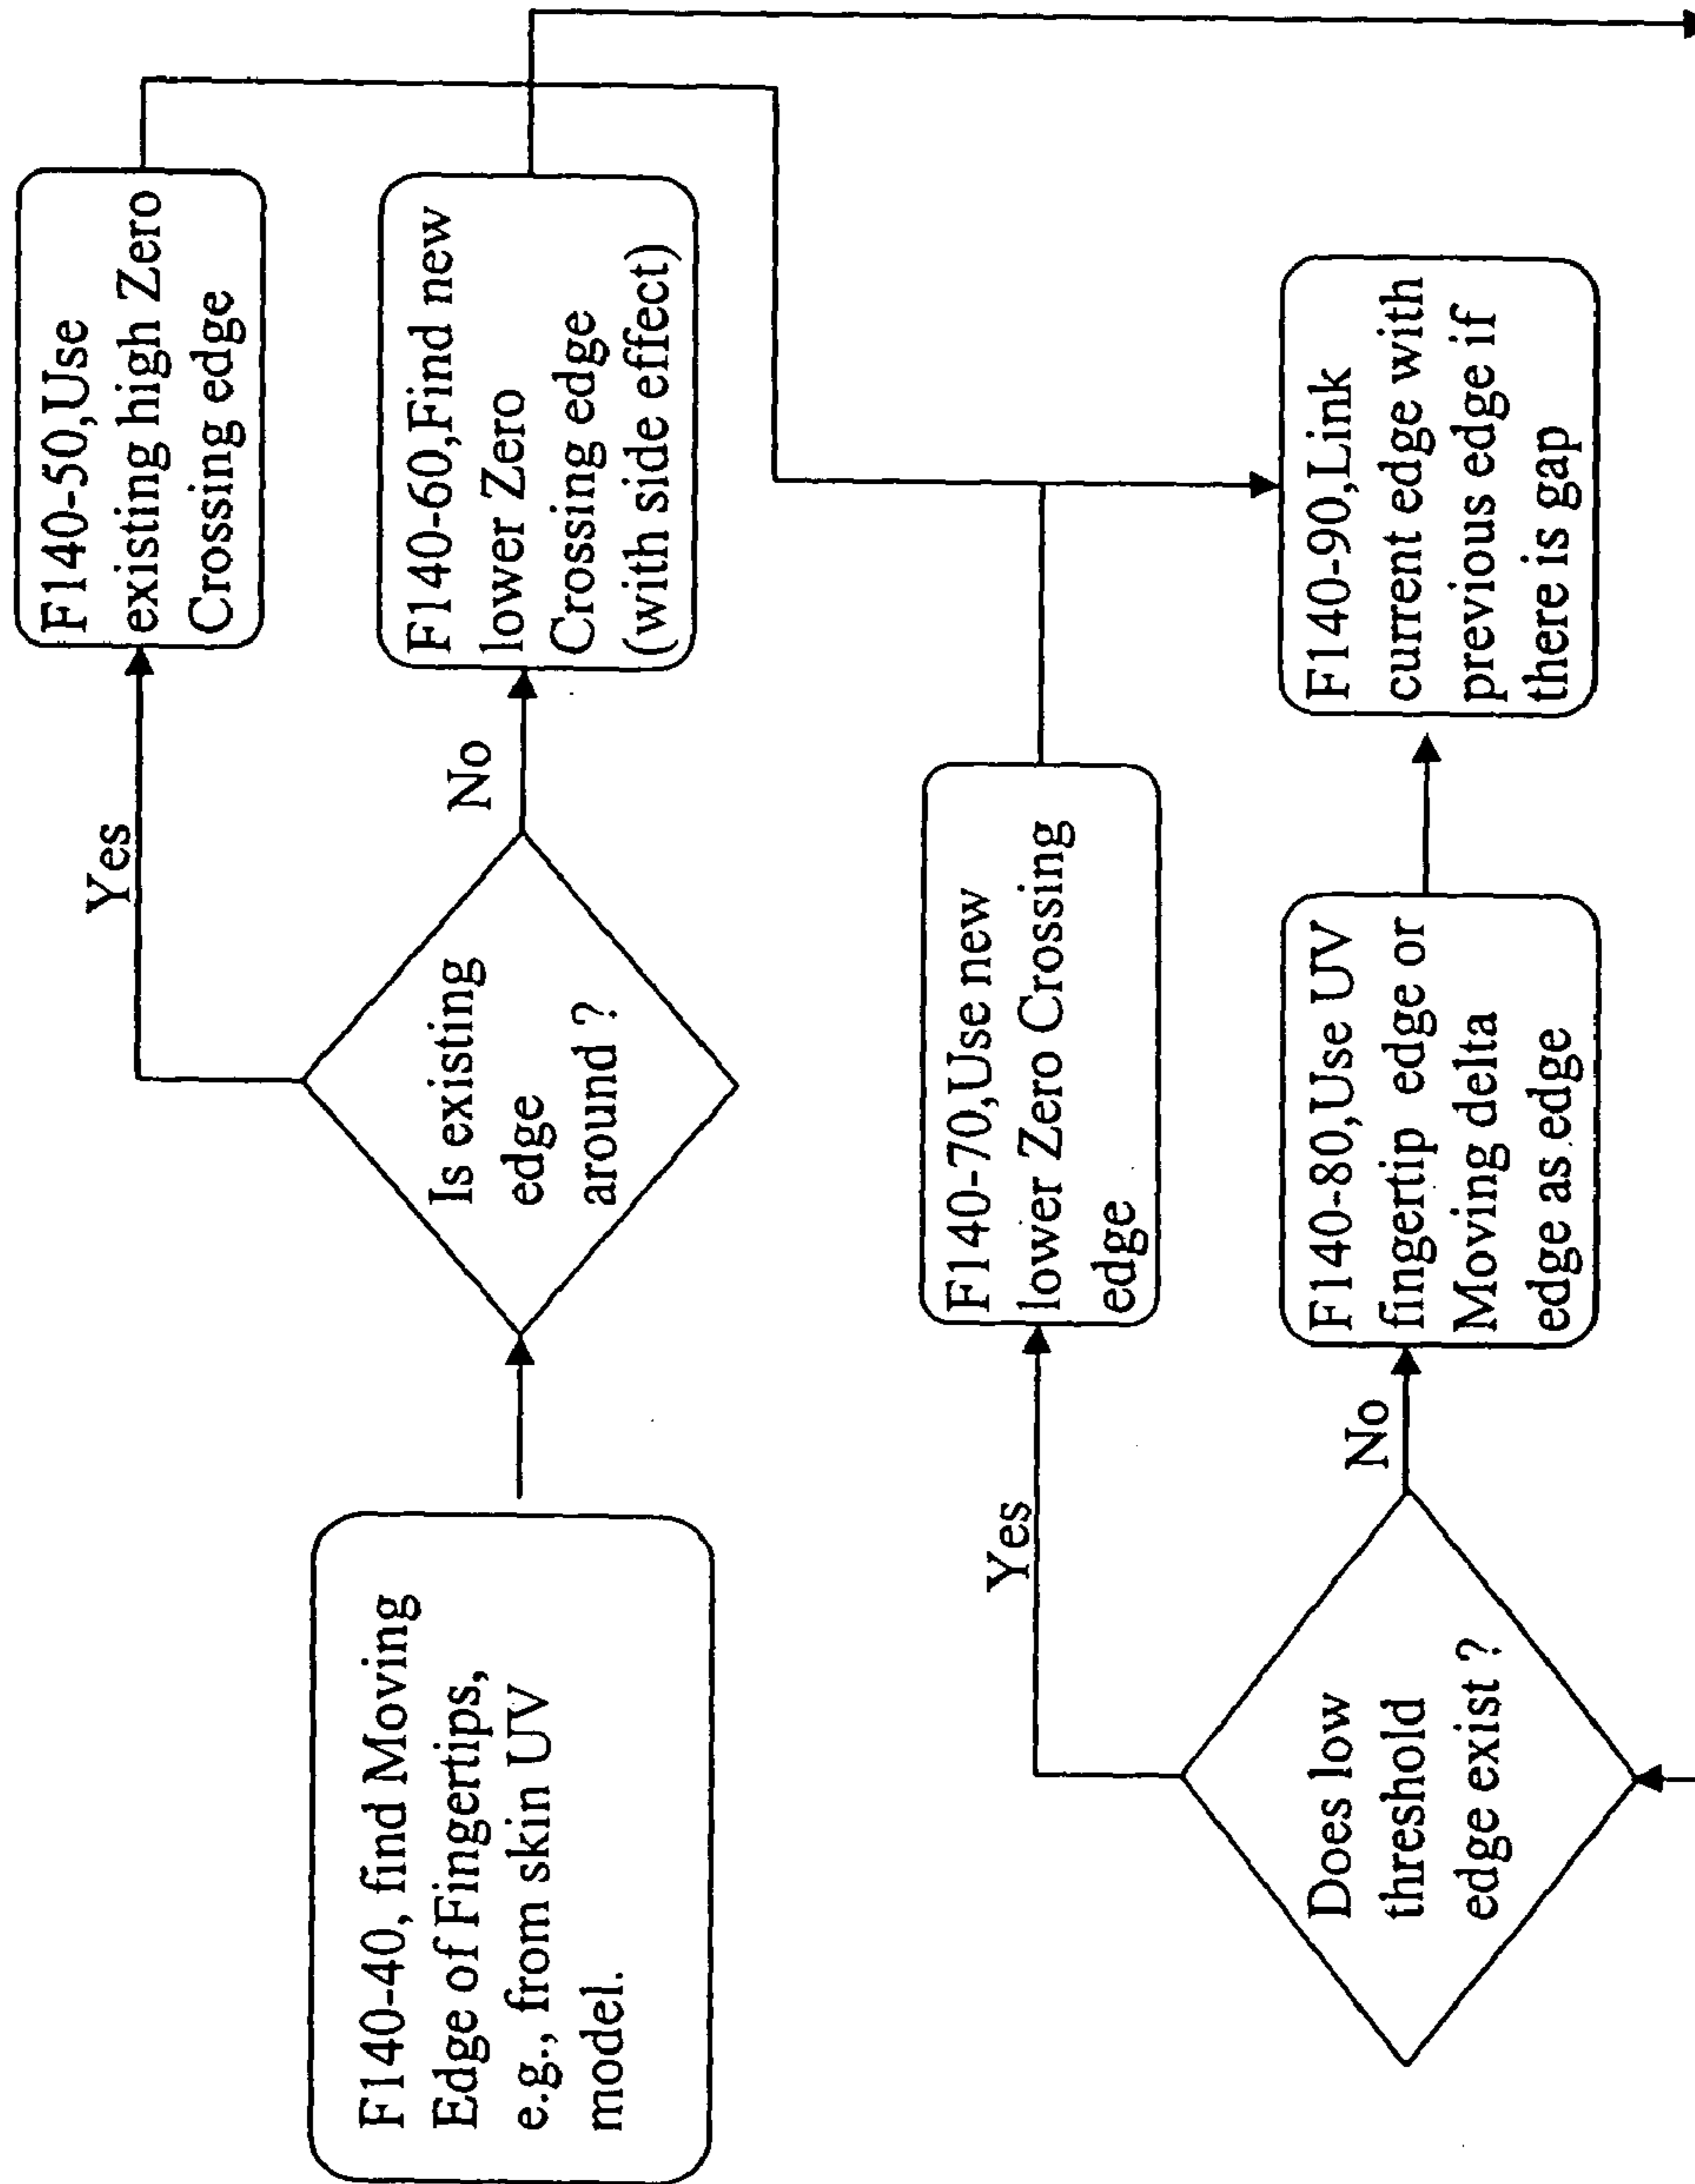 F140-40, find Moving
Edge of Fingertips,
e.g., from skin UV
model.
Is existing
edge
around ?
Yes
No
F140-50,Use
existing high Zero
Crossing edge
F140-60,Find new
lower Zero
Crossing edge
(with side effect)
Does low
threshold
edge exist ?
Yes
No
F140-70,Use new
lower Zero Crossing
edge
F140-80,Use UV
fingertip edge or
Moving delta
edge as edge
F140-90,Link
current edge with
previous edge if
there is gap